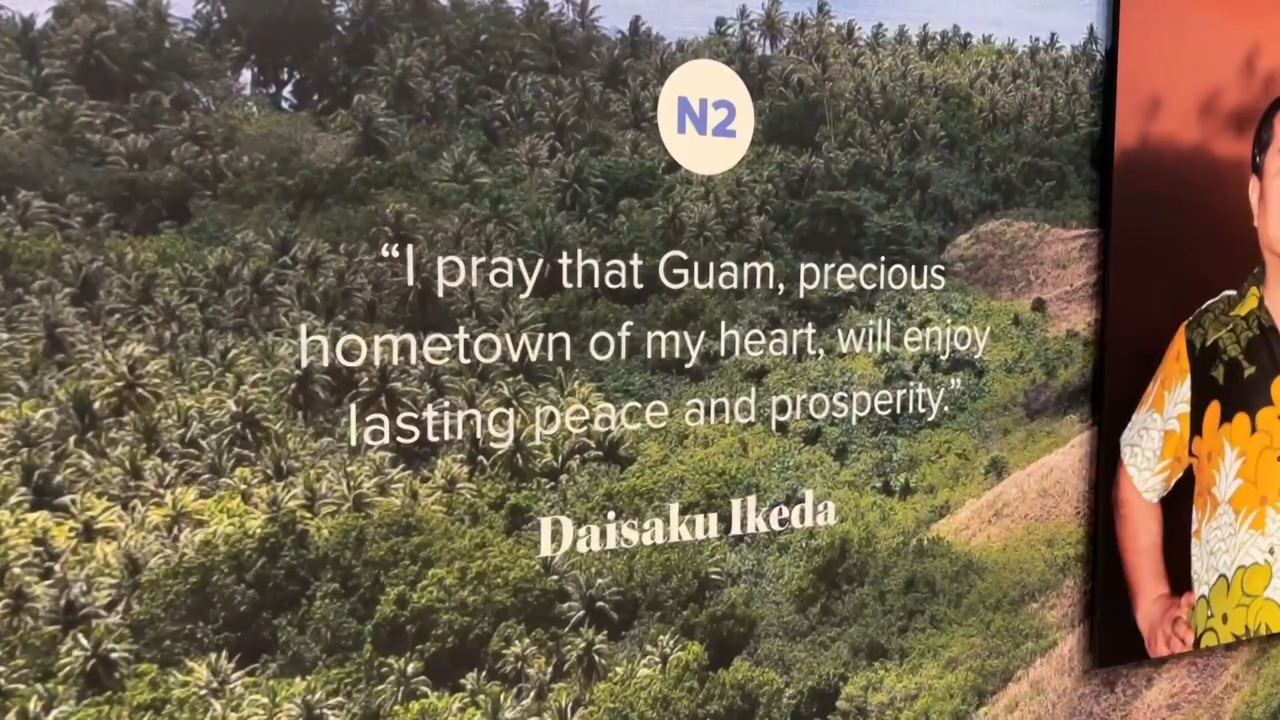 N2
“I pray that Guam, precious
hometown of my heart, will enjoy
lasting peace and prosperity.”
Daisaku Ikeda